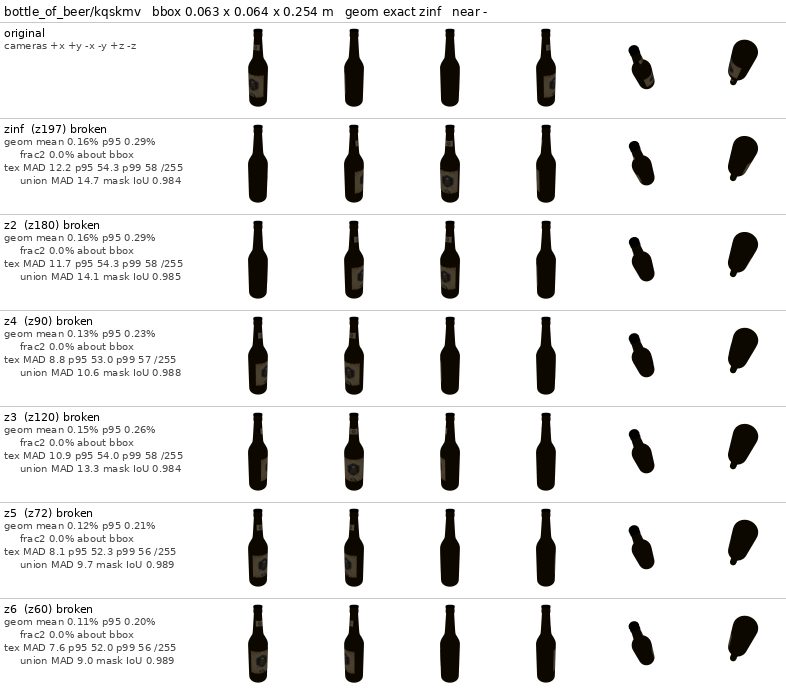 bottle_of_beer/kqskmv bbox 0.063 x 0.064 x 0.254 m geom exact zinf near -
original
cameras +x +y -x -y +z -z
zinf (z197) broken
geom mean 0.16% p95 0.29%
frac2 0.0% about bbox
tex MAD 12.2 p95 54.3 p99 58 /255
union MAD 14.7 mask IoU 0.984
z2 (z180) broken
geom mean 0.16% p95 0.29%
frac2 0.0% about bbox
tex MAD 11.7 p95 54.3 p99 58 /255
union MAD 14.1 mask IoU 0.985
z4 (z90) broken
geom mean 0.13% p95 0.23%
frac2 0.0% about bbox
tex MAD 8.8 p95 53.0 p99 57 /255
union MAD 10.6 mask IoU 0.988
z3 (z120) broken
geom mean 0.15% p95 0.26%
frac2 0.0% about bbox
tex MAD 10.9 p95 54.0 p99 58 /255
union MAD 13.3 mask IoU 0.984
z5 (z72) broken
geom mean 0.12% p95 0.21%
frac2 0.0% about bbox
tex MAD 8.1 p95 52.3 p99 56 /255
union MAD 9.7 mask IoU 0.989
z6 (z60) broken
geom mean 0.11% p95 0.20%
frac2 0.0% about bbox
tex MAD 7.6 p95 52.0 p99 56 /255
union MAD 9.0 mask IoU 0.989